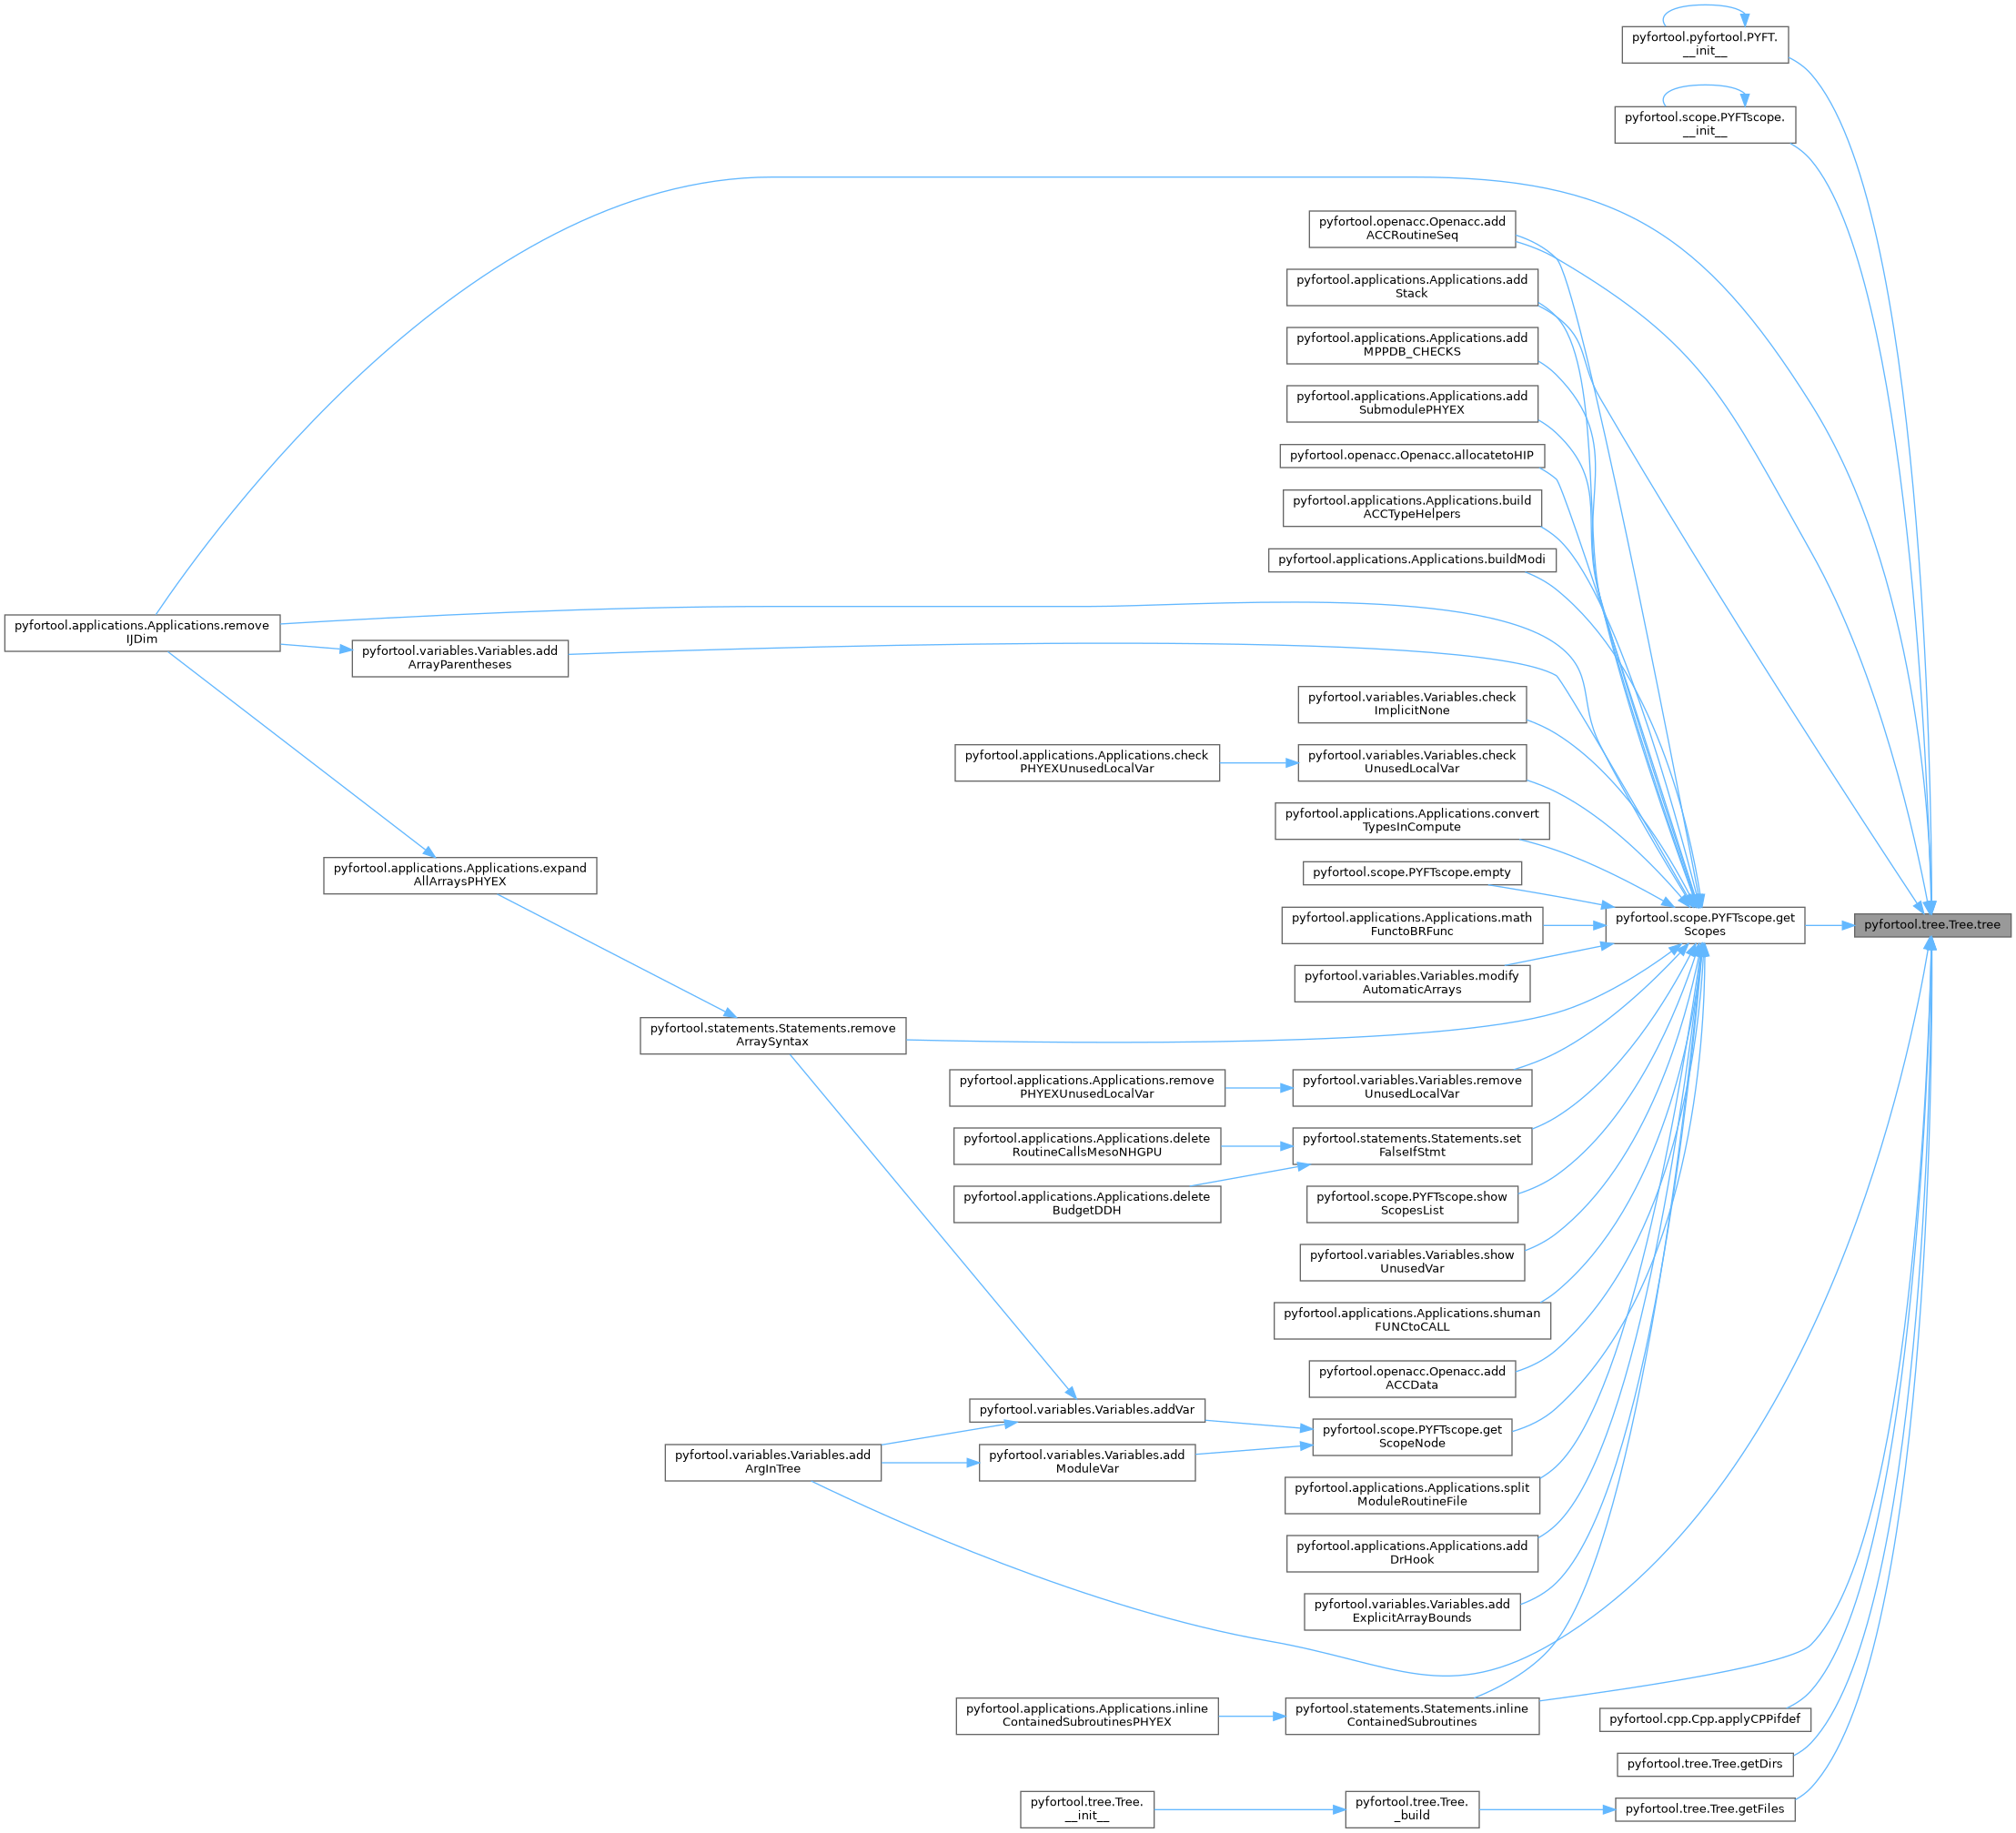 pyfortool.pyfortool.PYFT.
__init__
pyfortool.scope.PYFTscope.
__init__
pyfortool.openacc.Openacc.add
ACCRoutineSeq
pyfortool.applications.Applications.add
Stack
pyfortool.applications.Applications.add
MPPDB_CHECKS
pyfortool.applications.Applications.add
SubmodulePHYEX
pyfortool.openacc.Openacc.allocatetoHIP
pyfortool.applications.Applications.build
ACCTypeHelpers
pyfortool.applications.Applications.buildModi
pyfortool.applications.Applications.remove
IJDim
pyfortool.variables.Variables.add
ArrayParentheses
pyfortool.variables.Variables.check
ImplicitNone
pyfortool.applications.Applications.check
PHYEXUnusedLocalVar
pyfortool.variables.Variables.check
UnusedLocalVar
pyfortool.applications.Applications.convert
TypesInCompute
pyfortool.applications.Applications.expand
AllArraysPHYEX
pyfortool.scope.PYFTscope.empty
pyfortool.applications.Applications.math
FunctoBRFunc
pyfortool.scope.PYFTscope.get
Scopes
pyfortool.tree.Tree.tree
pyfortool.variables.Variables.modify
AutomaticArrays
pyfortool.statements.Statements.remove
ArraySyntax
pyfortool.applications.Applications.remove
PHYEXUnusedLocalVar
pyfortool.variables.Variables.remove
UnusedLocalVar
pyfortool.applications.Applications.delete
RoutineCallsMesoNHGPU
pyfortool.statements.Statements.set
FalseIfStmt
pyfortool.applications.Applications.delete
BudgetDDH
pyfortool.scope.PYFTscope.show
ScopesList
pyfortool.variables.Variables.show
UnusedVar
pyfortool.applications.Applications.shuman
FUNCtoCALL
pyfortool.openacc.Openacc.add
ACCData
pyfortool.variables.Variables.addVar
pyfortool.scope.PYFTscope.get
ScopeNode
pyfortool.variables.Variables.add
ArgInTree
pyfortool.variables.Variables.add
ModuleVar
pyfortool.applications.Applications.split
ModuleRoutineFile
pyfortool.applications.Applications.add
DrHook
pyfortool.variables.Variables.add
ExplicitArrayBounds
pyfortool.applications.Applications.inline
ContainedSubroutinesPHYEX
pyfortool.statements.Statements.inline
ContainedSubroutines
pyfortool.cpp.Cpp.applyCPPifdef
pyfortool.tree.Tree.getDirs
pyfortool.tree.Tree.
__init__
pyfortool.tree.Tree.
_build
pyfortool.tree.Tree.getFiles